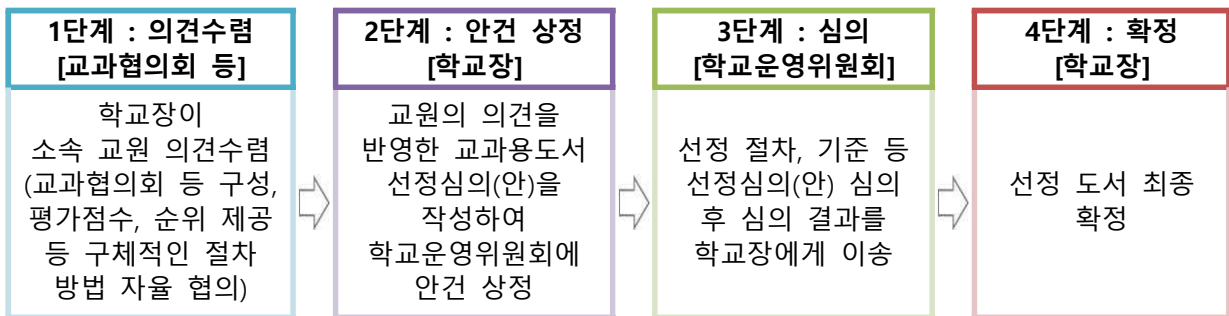 1단계 : 의견수렴
[교과협의회 등]
학교장이
소속 교원 의견수렴
(교과협의회 등 구성,
평가점수, 순위 제공
등 구체적인 절차
방법 자율 협의)
2단계 : 안건 상정
[학교장]
교원의 의견을
반영한 교과용도서
선정심의(안)을
작성하여
학교운영위원회에
안건 상정
3단계 : 심의
[학교운영위원회]
선정 절차, 기준 등
선정심의(안) 심의
후 심의 결과를
학교장에게 이송
4단계 : 확정
[학교장]
선정 도서 최종
확정